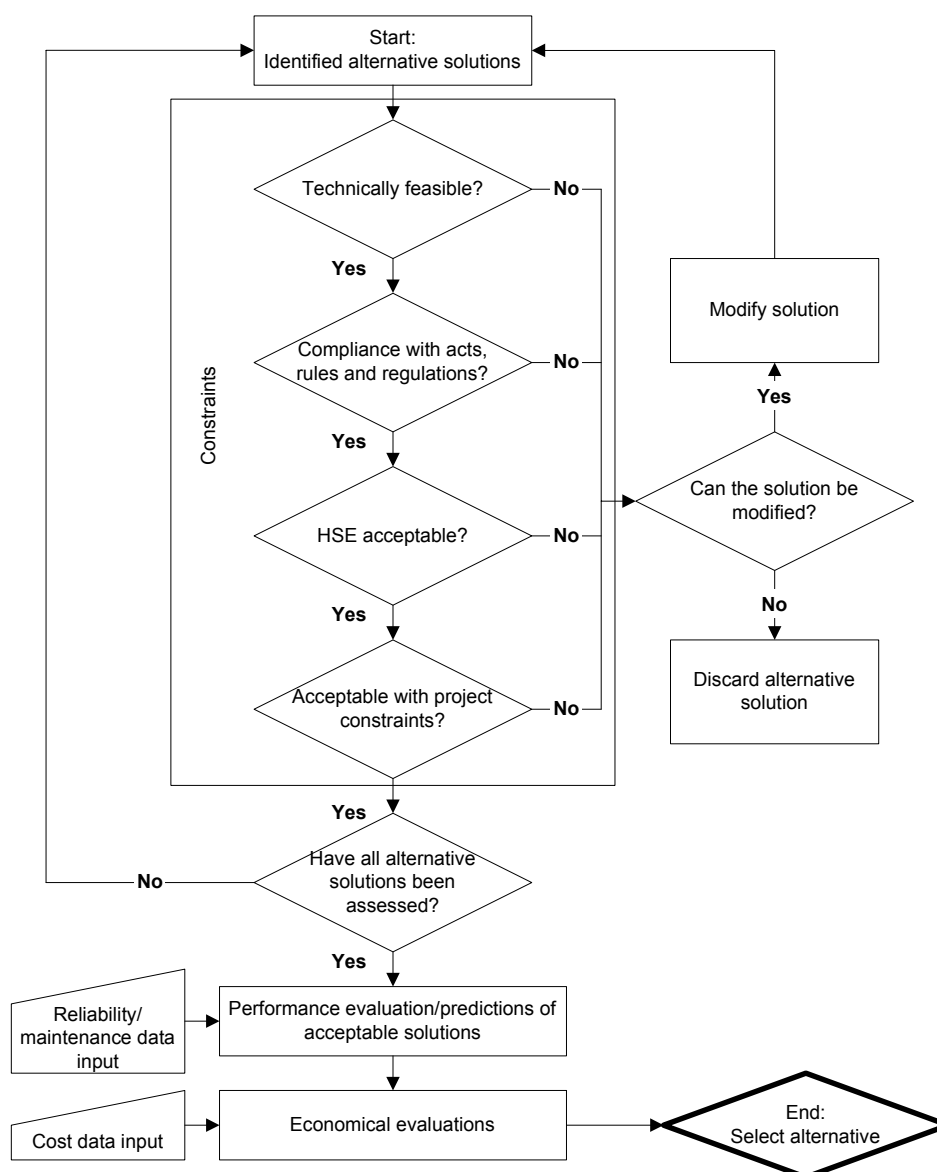 Start:
Identified alternative solutions
Technically feasible?
No
Yes
Compliance with acts,
rules and regulations?
No
Yes
HSE acceptable?
No
Yes
Acceptable with project
constraints?
No
Yes
Constraints
Modify solution
Yes
Can the solution be
modified?
No
Discard alternative
solution
Have all alternative
solutions been
assessed?
No
Yes
Reliability/
maintenance data
input
Performance evaluation/predictions of
acceptable solutions
Cost data input
Economical evaluations
End:
Select alternative